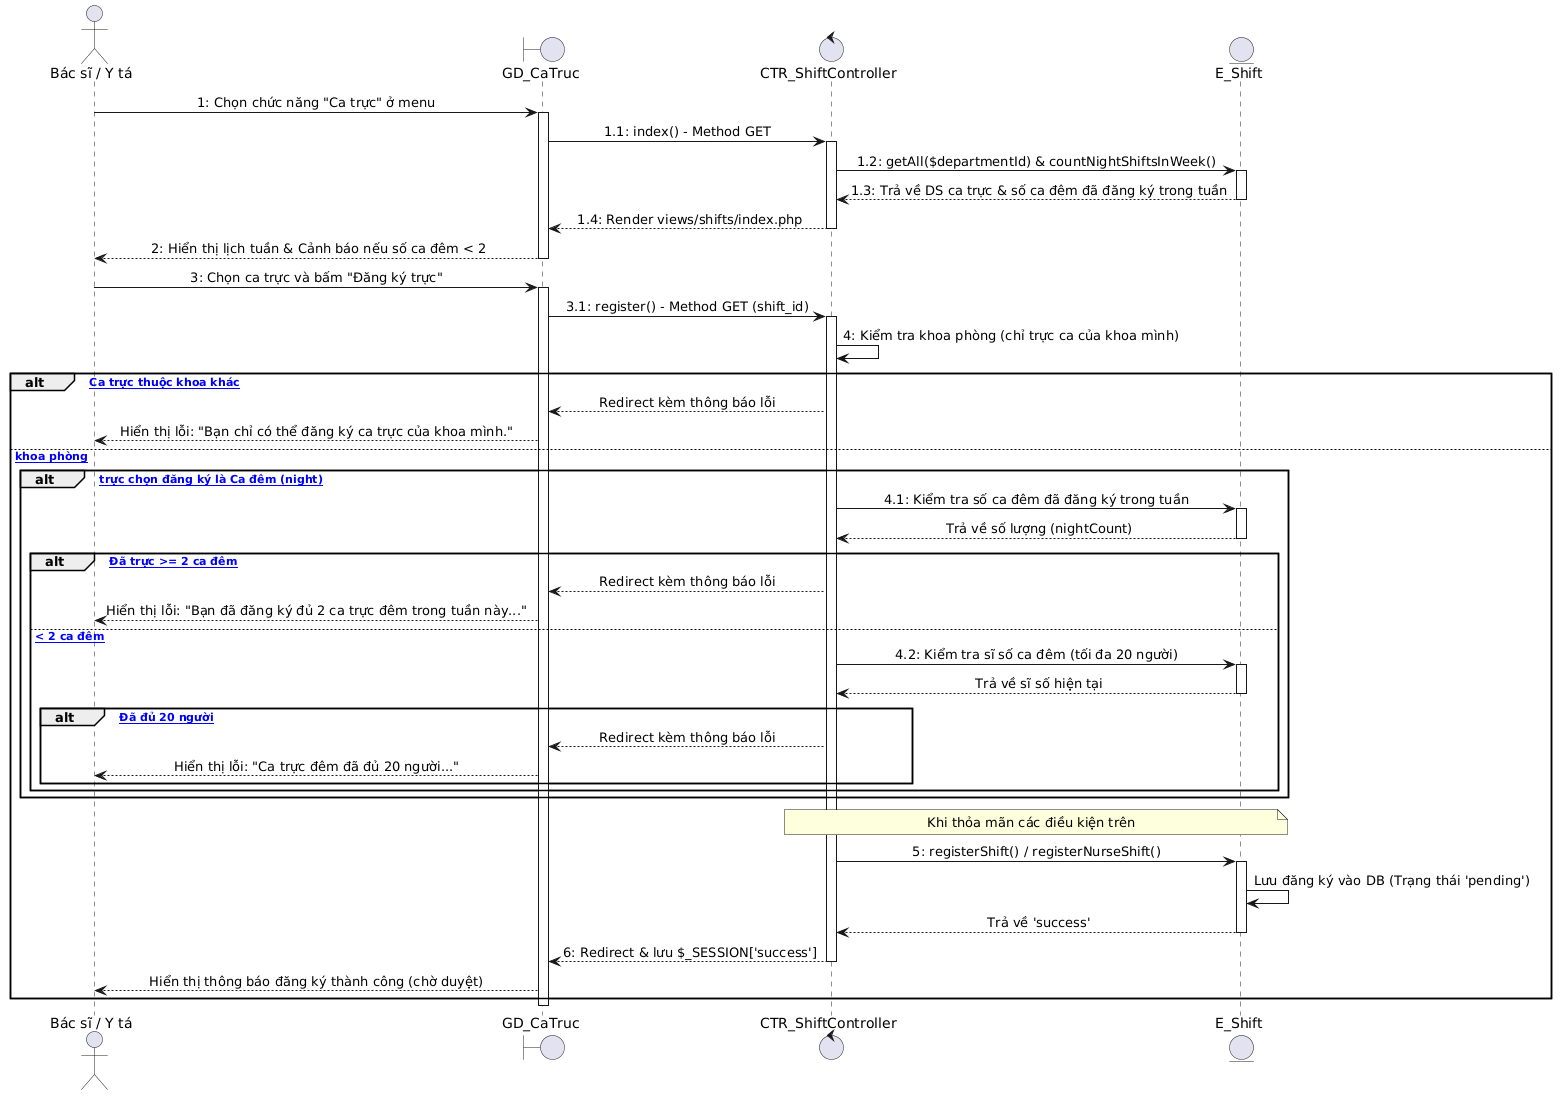 Bác sĩ / Y tá
GD_CaTruc
CTR_ShiftController
E_Shift
1: Chọn chức năng "Ca trực" ở menu
1.1: index() - Method GET
1.2: getAll($departmentId) & countNightShiftsInWeek()
1.3: Trả về DS ca trực & số ca đêm đã đăng ký trong tuần
1.4: Render views/shifts/index.php
2: Hiển thị lịch tuần & Cảnh báo nếu số ca đêm < 2
3: Chọn ca trực và bấm "Đăng ký trực"
3.1: register() - Method GET (shift_id)
4: Kiểm tra khoa phòng (chỉ trực ca của khoa mình)
alt
Ca trực thuộc khoa khác
Redirect kèm thông báo lỗi
Hiển thị lỗi: "Bạn chỉ có thể đăng ký ca trực của khoa mình."
khoa phòng
alt
trực chọn đăng ký là Ca đêm (night)
4.1: Kiểm tra số ca đêm đã đăng ký trong tuần
Trả về số lượng (nightCount)
alt
Đã trực >= 2 ca đêm
Redirect kèm thông báo lỗi
Hiển thị lỗi: "Bạn đã đăng ký đủ 2 ca trực đêm trong tuần này..."
< 2 ca đêm
4.2: Kiểm tra sĩ số ca đêm (tối đa 20 người)
Trả về sĩ số hiện tại
alt
Đã đủ 20 người
Redirect kèm thông báo lỗi
Hiển thị lỗi: "Ca trực đêm đã đủ 20 người..."
Khi thỏa mãn các điều kiện trên
5: registerShift() / registerNurseShift()
Lưu đăng ký vào DB (Trạng thái 'pending')
Trả về 'success'
6: Redirect & lưu $_SESSION['success']
Hiển thị thông báo đăng ký thành công (chờ duyệt)
Bác sĩ / Y tá
GD_CaTruc
CTR_ShiftController
E_Shift